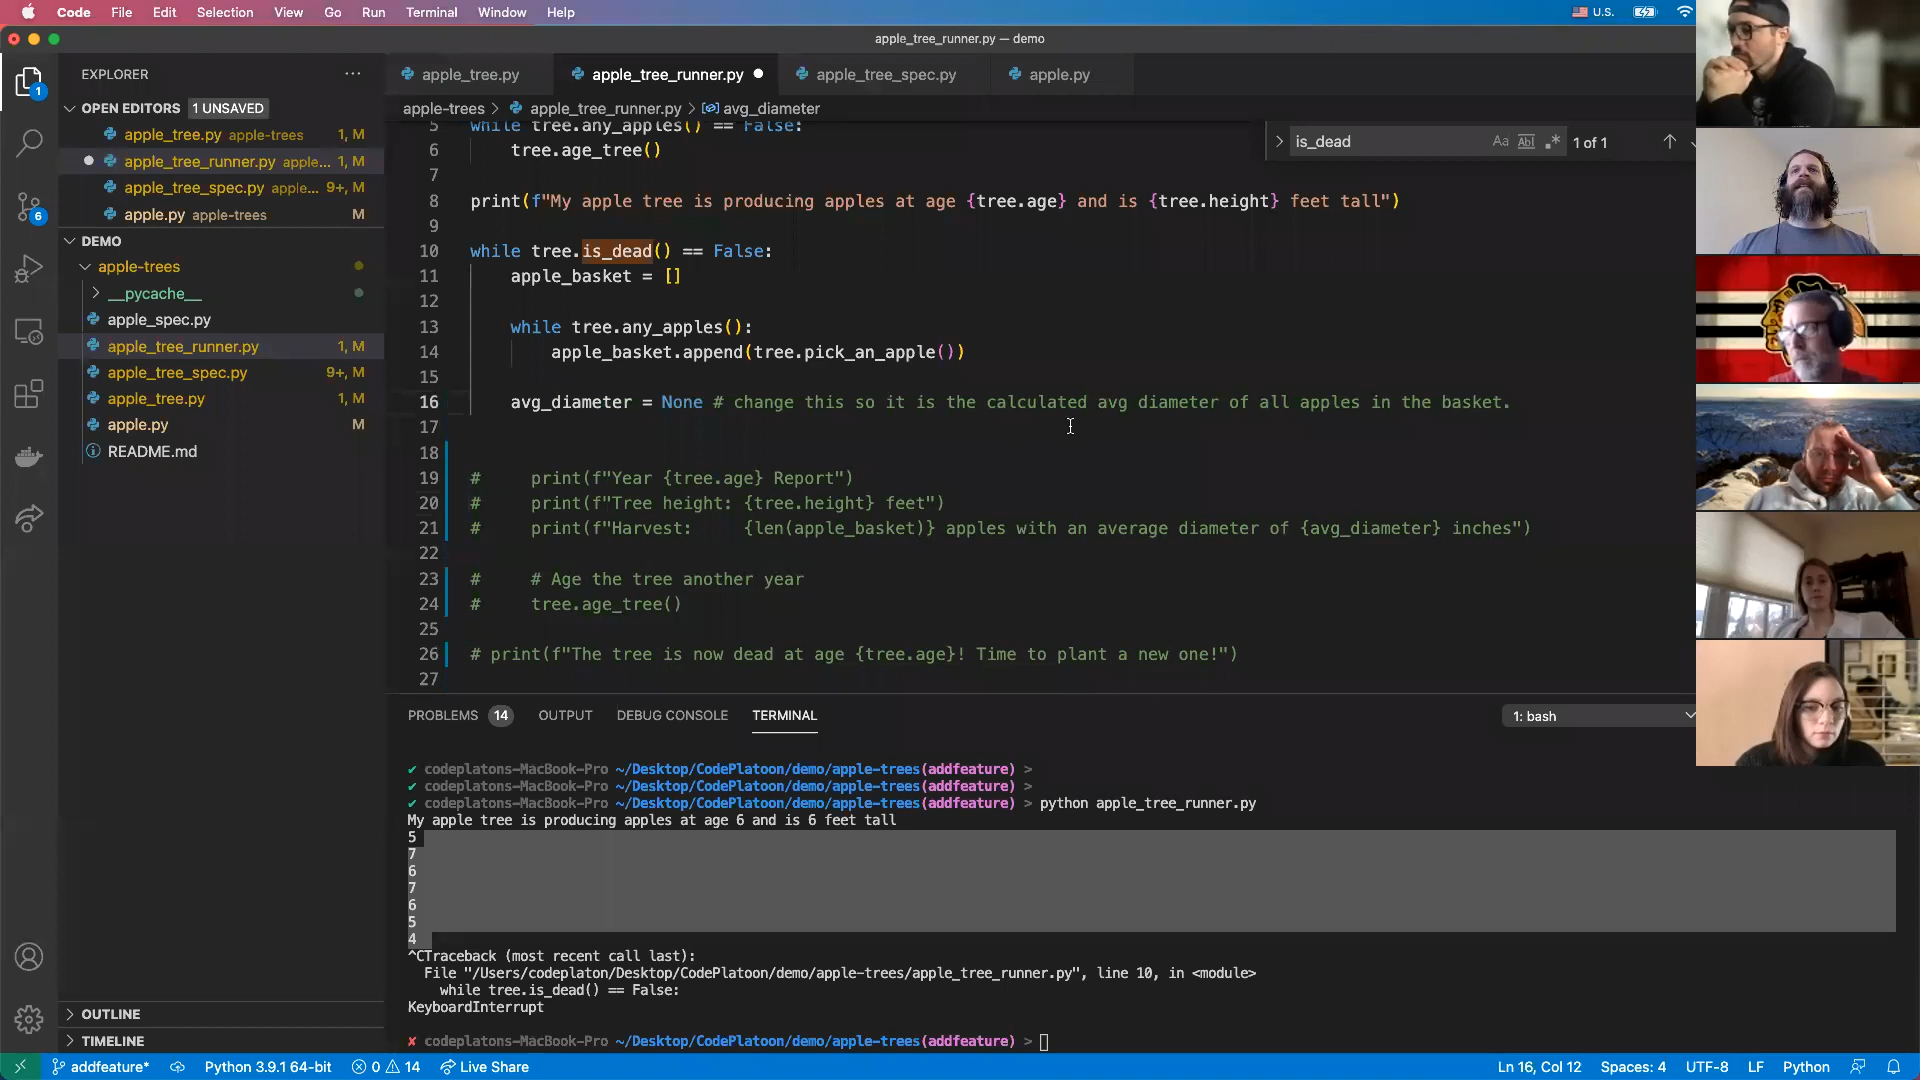 Code File Edit Selection View Go Run Terminal Window Help U.S.
apple_tree_runner.py — demo
EXPLORER
OPEN EDITORS 1 UNSAVED
apple_tree.py apple-trees 1, M
apple_tree_runner.py apple... 1, M
apple_tree_spec.py apple... 9+, M
apple.py apple-trees M
DEMO
apple-trees
__pycache__
apple_spec.py
apple_tree_runner.py 1, M
apple_tree_spec.py 9+, M
apple_tree.py 1, M
apple.py M
README.md
OUTLINE
TIMELINE
1
6
apple_tree.py apple_tree_runner.py apple_tree_spec.py apple.py
apple-trees > apple_tree_runner.py > avg_diameter
is_dead Aa Abl .* 1 of 1
5 while tree.any_apples() == False:
6 tree.age_tree()
7
8 print(f"My apple tree is producing apples at age {tree.age} and is {tree.height} feet tall")
9
10 while tree.is_dead() == False:
11 apple_basket = []
12
13 while tree.any_apples():
14 apple_basket.append(tree.pick_an_apple())
15
16 avg_diameter = None # change this so it is the calculated avg diameter of all apples in the basket.
17
18
19 # print(f"Year {tree.age} Report")
20 # print(f"Tree height: {tree.height} feet")
21 # print(f"Harvest: {len(apple_basket)} apples with an average diameter of {avg_diameter} inches")
22
23 # # Age the tree another year
24 # tree.age_tree()
25
26 # print(f"The tree is now dead at age {tree.age}! Time to plant a new one!")
27
PROBLEMS 14 OUTPUT DEBUG CONSOLE TERMINAL 1: bash
✔ codeplatons-MacBook-Pro ~/Desktop/CodePlatoon/demo/apple-trees(addfeature) >
✔ codeplatons-MacBook-Pro ~/Desktop/CodePlatoon/demo/apple-trees(addfeature) >
✔ codeplatons-MacBook-Pro ~/Desktop/CodePlatoon/demo/apple-trees(addfeature) > python apple_tree_runner.py
My apple tree is producing apples at age 6 and is 6 feet tall
5
7
6
7
6
5
4
^CTraceback (most recent call last):
File "/Users/codeplaton/Desktop/CodePlatoon/demo/apple-trees/apple_tree_runner.py", line 10, in <module>
while tree.is_dead() == False:
KeyboardInterrupt
✘ codeplatons-MacBook-Pro ~/Desktop/CodePlatoon/demo/apple-trees(addfeature) >
addfeature* Python 3.9.1 64-bit 0 14 Live Share Ln 16, Col 12 Spaces: 4 UTF-8 LF Python